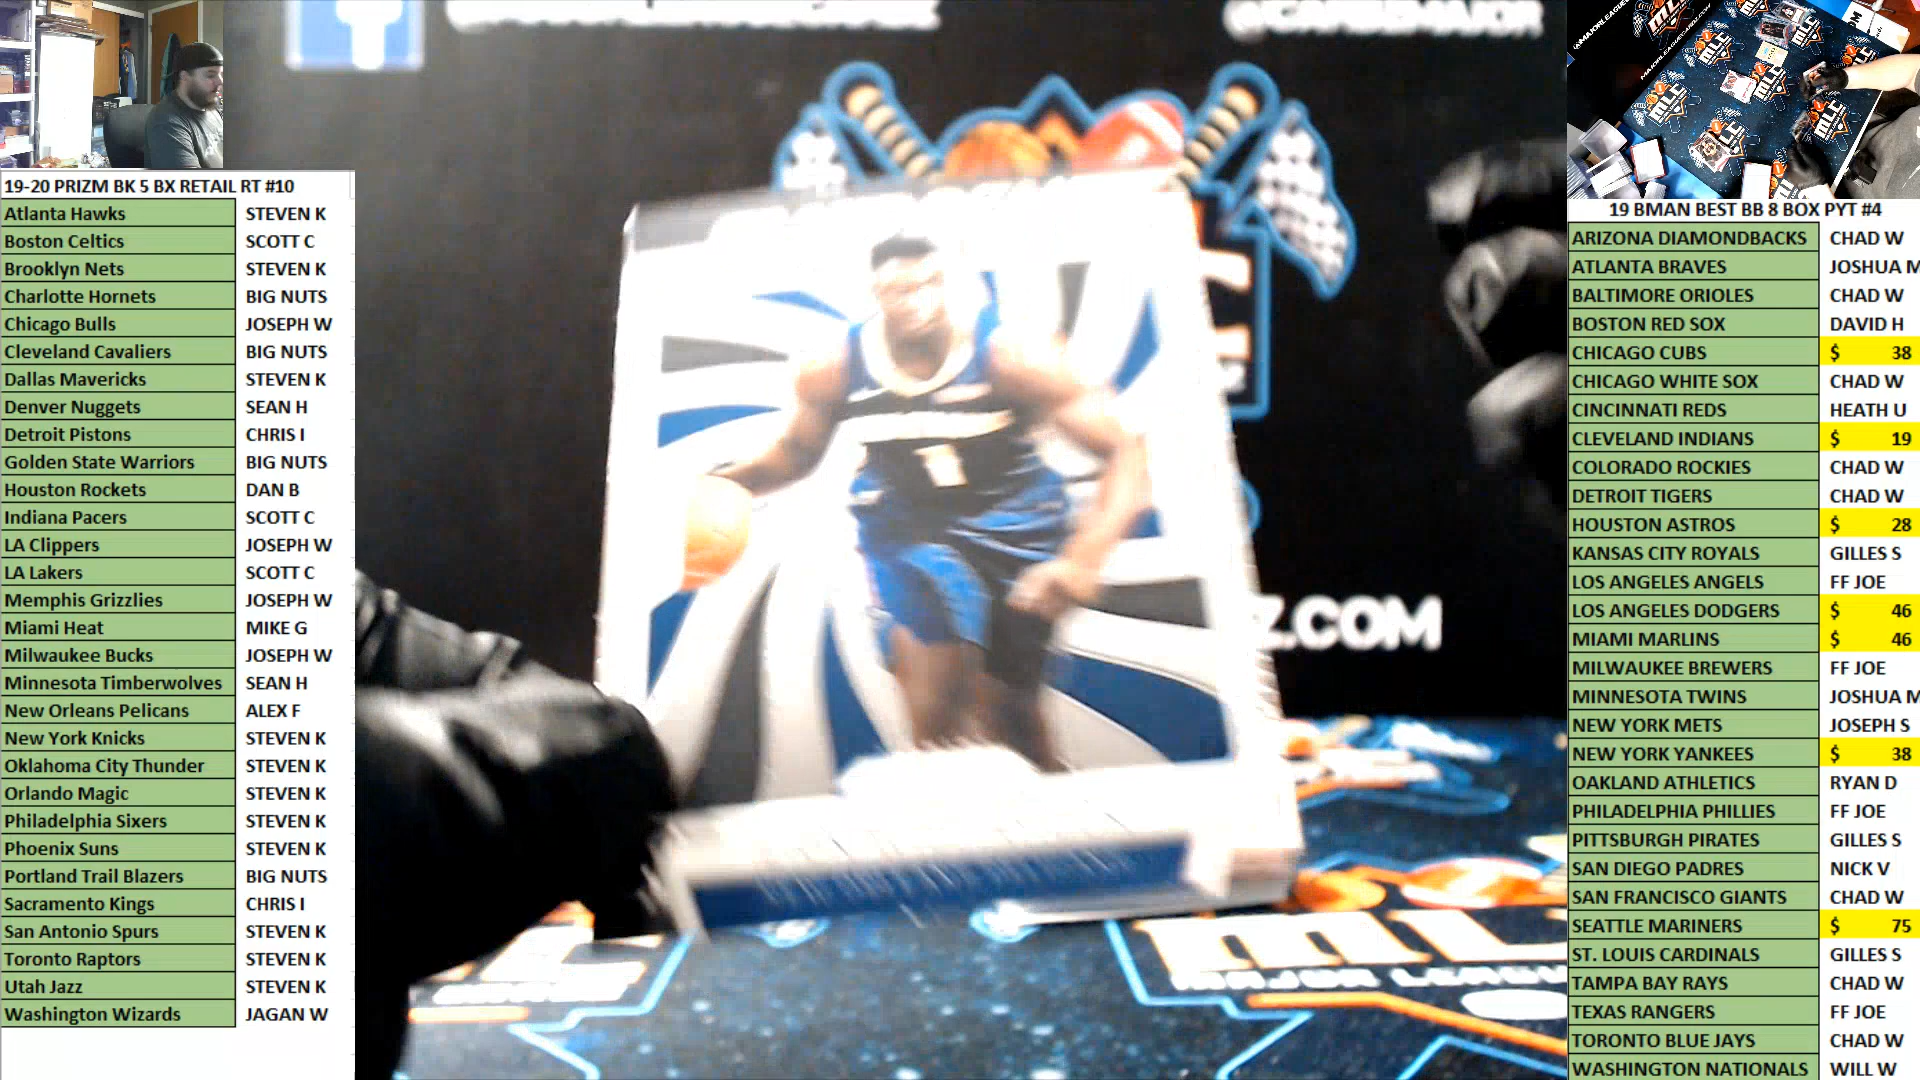 19-20 PRIZM BK 5 BX RETAIL RT #10
Atlanta Hawks STEVEN K
Boston Celtics SCOTT C
Brooklyn Nets STEVEN K
Charlotte Hornets BIG NUTS
Chicago Bulls JOSEPH W
Cleveland Cavaliers BIG NUTS
Dallas Mavericks STEVEN K
Denver Nuggets SEAN H
Detroit Pistons CHRIS I
Golden State Warriors BIG NUTS
Houston Rockets DAN B
Indiana Pacers SCOTT C
LA Clippers JOSEPH W
LA Lakers SCOTT C
Memphis Grizzlies JOSEPH W
Miami Heat MIKE G
Milwaukee Bucks JOSEPH W
Minnesota Timberwolves SEAN H
New Orleans Pelicans ALEX F
New York Knicks STEVEN K
Oklahoma City Thunder STEVEN K
Orlando Magic STEVEN K
Philadelphia Sixers STEVEN K
Phoenix Suns STEVEN K
Portland Trail Blazers BIG NUTS
Sacramento Kings CHRIS I
San Antonio Spurs STEVEN K
Toronto Raptors STEVEN K
Utah Jazz STEVEN K
Washington Wizards JAGAN W
Z.COM
1
MLC
19 BMAN BEST BB 8 BOX PYT #4
ARIZONA DIAMONDBACKS CHAD W
ATLANTA BRAVES JOSHUA M
BALTIMORE ORIOLES CHAD W
BOSTON RED SOX DAVID H
CHICAGO CUBS $ 38
CHICAGO WHITE SOX CHAD W
CINCINNATI REDS HEATH U
CLEVELAND INDIANS $ 19
COLORADO ROCKIES CHAD W
DETROIT TIGERS CHAD W
HOUSTON ASTROS $ 28
KANSAS CITY ROYALS GILLES S
LOS ANGELES ANGELS FF JOE
LOS ANGELES DODGERS $ 46
MIAMI MARLINS $ 46
MILWAUKEE BREWERS FF JOE
MINNESOTA TWINS JOSHUA M
NEW YORK METS JOSEPH S
NEW YORK YANKEES $ 38
OAKLAND ATHLETICS RYAN D
PHILADELPHIA PHILLIES FF JOE
PITTSBURGH PIRATES GILLES S
SAN DIEGO PADRES NICK V
SAN FRANCISCO GIANTS CHAD W
SEATTLE MARINERS $ 75
ST. LOUIS CARDINALS GILLES S
TAMPA BAY RAYS CHAD W
TEXAS RANGERS FF JOE
TORONTO BLUE JAYS CHAD W
WASHINGTON NATIONALS WILL W